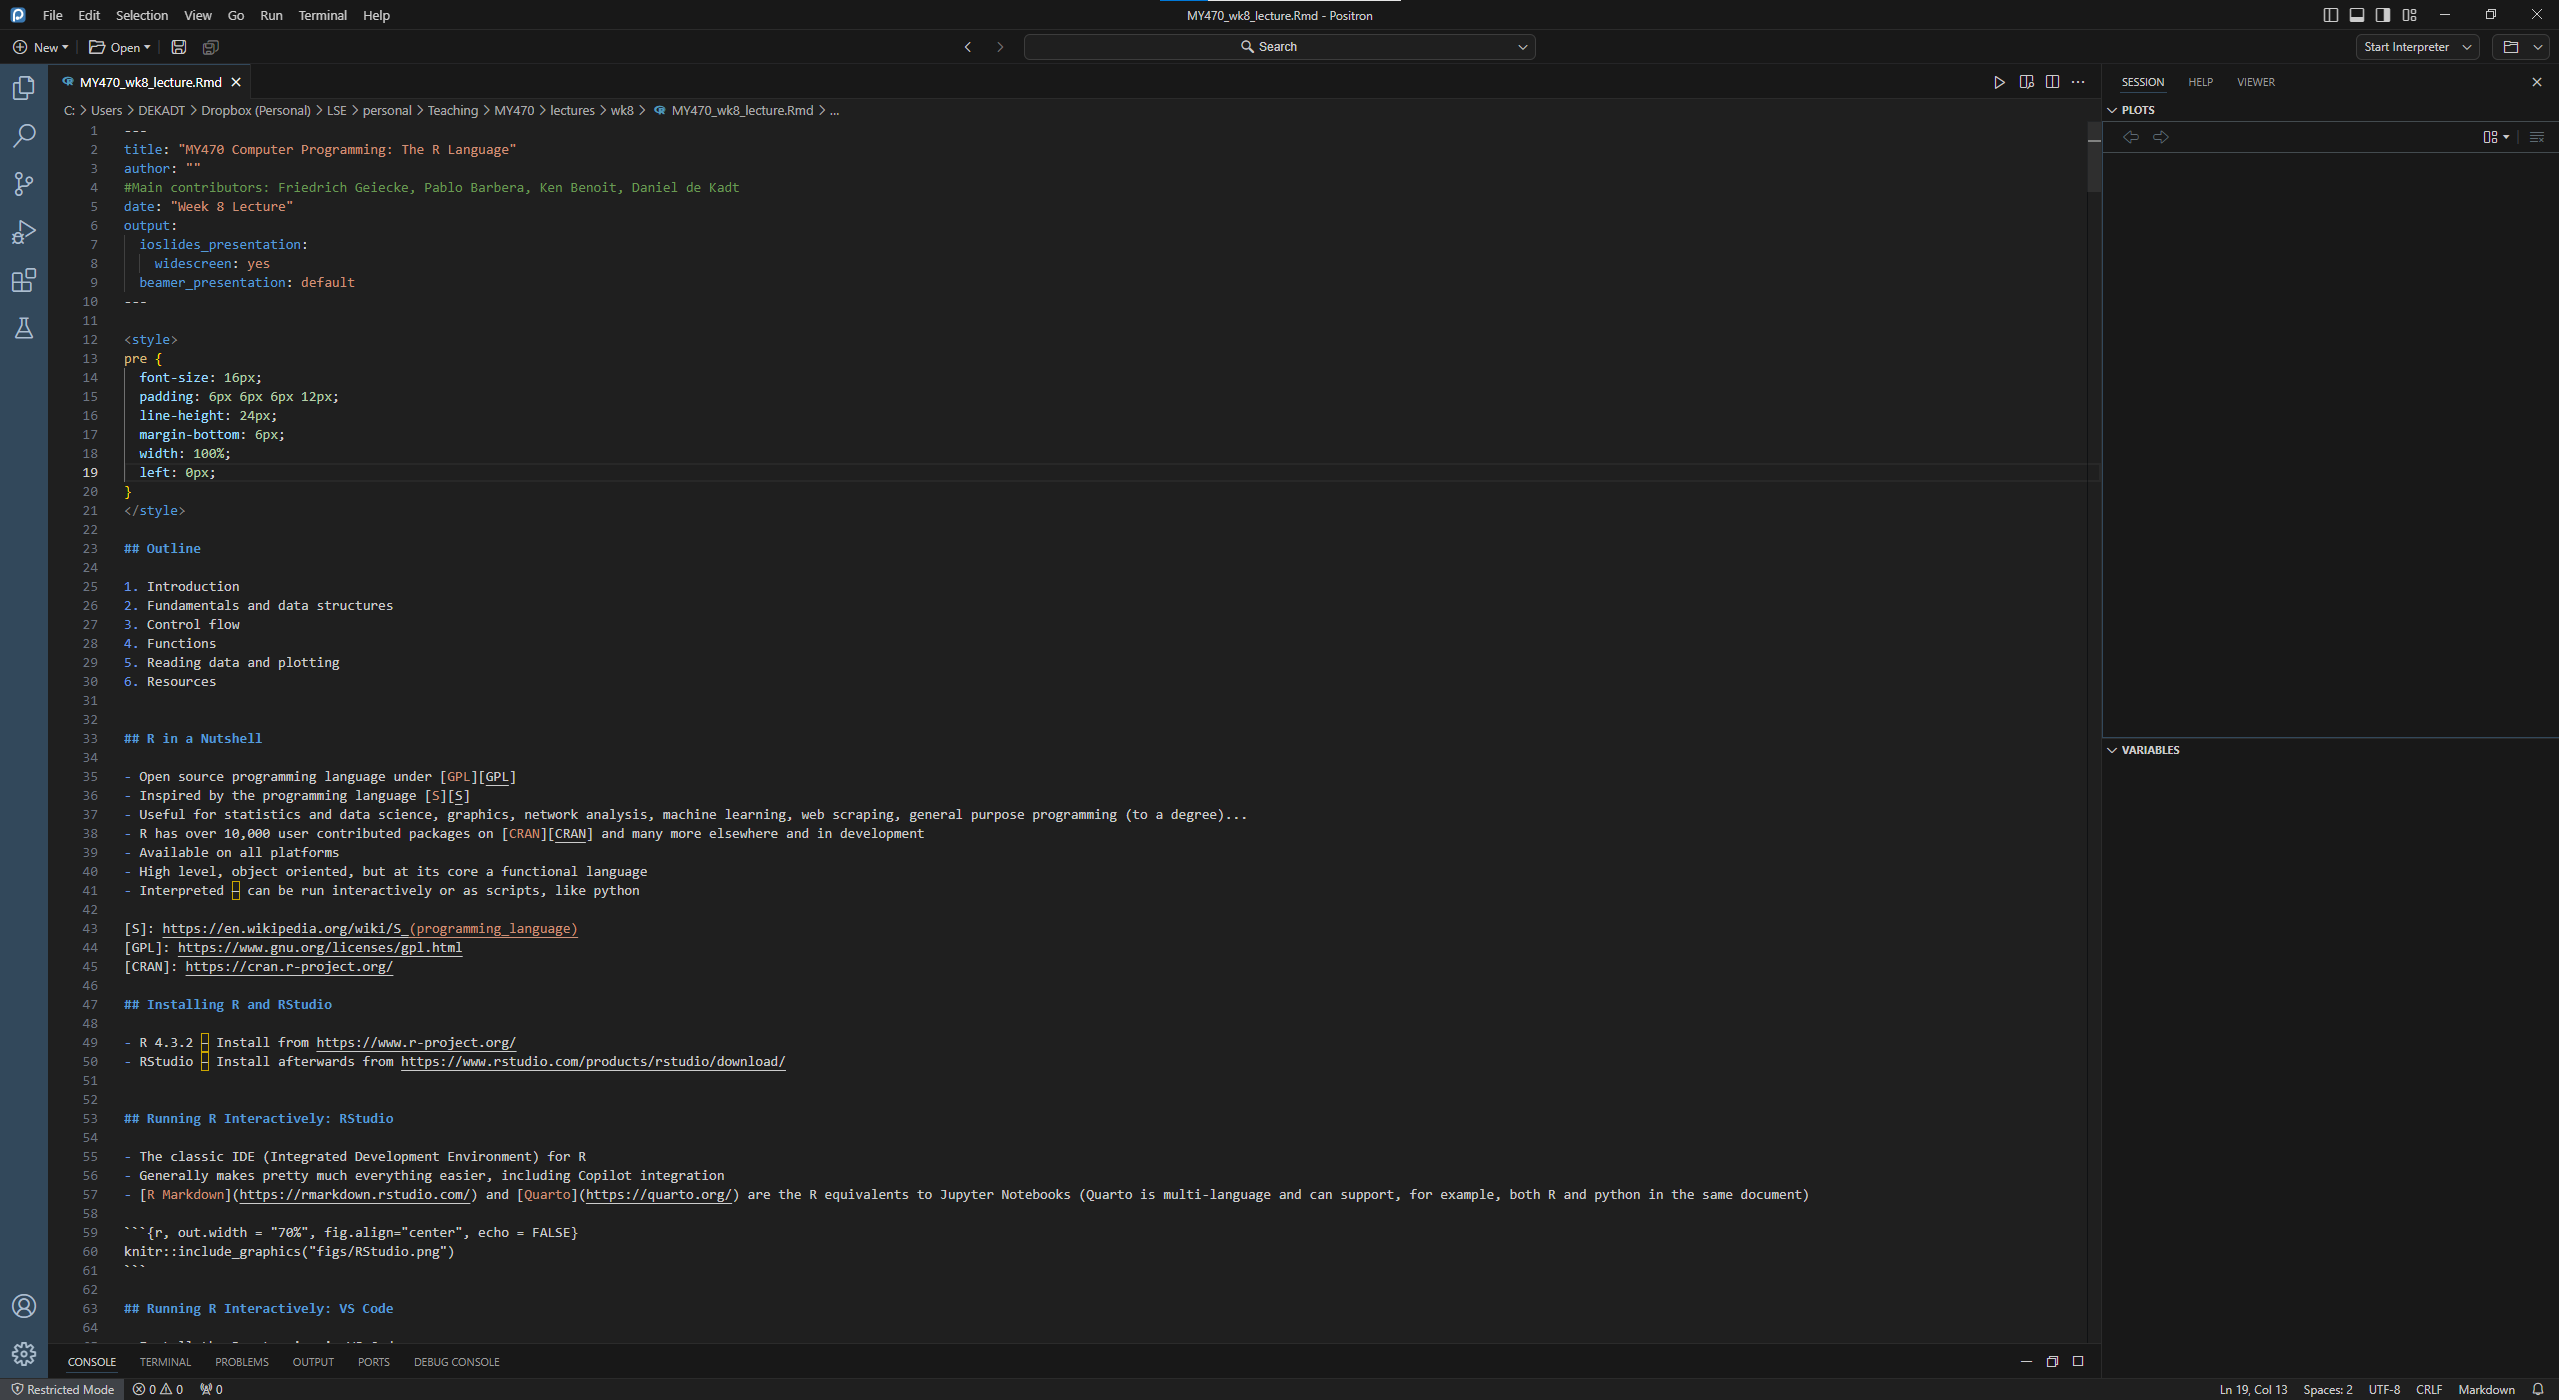 File Edit Selection View Go Run Terminal Help
MY470_wk8_lecture.Rmd - Positron
New Open
Search
Start Interpreter
MY470_wk8_lecture.Rmd
C: > Users > DEKADT > Dropbox (Personal) > LSE > personal > Teaching > MY470 > lectures > wk8 > MY470_wk8_lecture.Rmd > ...
1 ---
2 title: "MY470 Computer Programming: The R Language"
3 author: ""
4 #Main contributors: Friedrich Geiecke, Pablo Barbera, Ken Benoit, Daniel de Kadt
5 date: "Week 8 Lecture"
6 output:
7 ioslides_presentation:
8 widescreen: yes
9 beamer_presentation: default
10 ---
11
12 <style>
13 pre {
14 font-size: 16px;
15 padding: 6px 6px 6px 12px;
16 line-height: 24px;
17 margin-bottom: 6px;
18 width: 100%;
19 left: 0px;
20 }
21 </style>
22
23 ## Outline
24
25 1. Introduction
26 2. Fundamentals and data structures
27 3. Control flow
28 4. Functions
29 5. Reading data and plotting
30 6. Resources
31
32
33 ## R in a Nutshell
34
35 - Open source programming language under [GPL][GPL]
36 - Inspired by the programming language [S][S]
37 - Useful for statistics and data science, graphics, network analysis, machine learning, web scraping, general purpose programming (to a degree)...
38 - R has over 10,000 user contributed packages on [CRAN][CRAN] and many more elsewhere and in development
39 - Available on all platforms
40 - High level, object oriented, but at its core a functional language
41 - Interpreted – can be run interactively or as scripts, like python
42
43 [S]: https://en.wikipedia.org/wiki/S_(programming_language)
44 [GPL]: https://www.gnu.org/licenses/gpl.html
45 [CRAN]: https://cran.r-project.org/
46
47 ## Installing R and RStudio
48
49 - R 4.3.2 – Install from https://www.r-project.org/
50 - RStudio – Install afterwards from https://www.rstudio.com/products/rstudio/download/
51
52
53 ## Running R Interactively: RStudio
54
55 - The classic IDE (Integrated Development Environment) for R
56 - Generally makes pretty much everything easier, including Copilot integration
57 - [R Markdown](https://rmarkdown.rstudio.com/) and [Quarto](https://quarto.org/) are the R equivalents to Jupyter Notebooks (Quarto is multi-language and can support, for example, both R and python in the same document)
58
59 ```{r, out.width = "70%", fig.align="center", echo = FALSE}
60 knitr::include_graphics("figs/RStudio.png")
61 ```
62
63 ## Running R Interactively: VS Code
64
SESSION HELP VIEWER
PLOTS
VARIABLES
CONSOLE TERMINAL PROBLEMS OUTPUT PORTS DEBUG CONSOLE
Restricted Mode 0 0 0
Ln 19, Col 13 Spaces: 2 UTF-8 CRLF Markdown